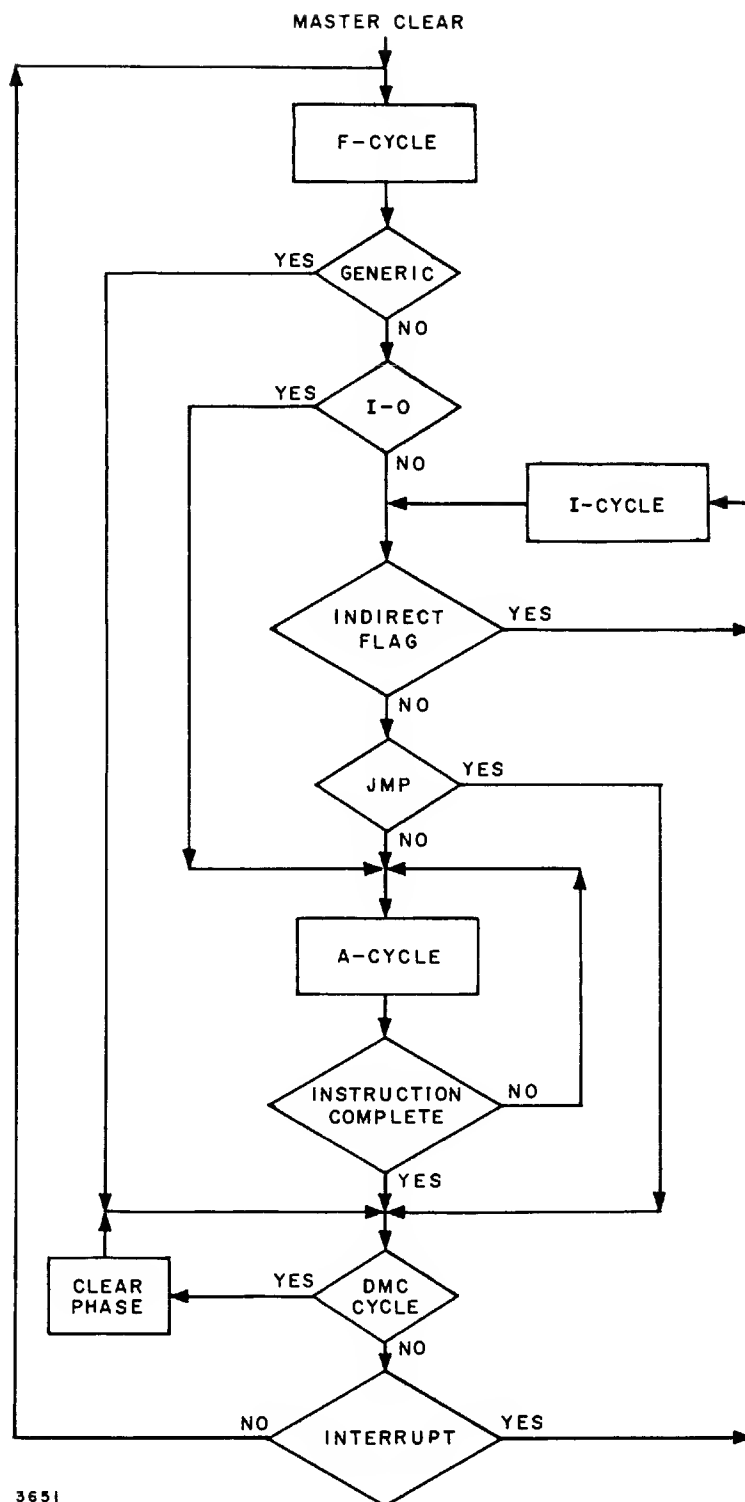 MASTER CLEAR
F-CYCLE
YES
GENERIC
NO
YES
I-O
NO
I-CYCLE
INDIRECT
FLAG
YES
NO
JMP
YES
NO
A-CYCLE
INSTRUCTION
COMPLETE
NO
YES
CLEAR
PHASE
YES
DMC
CYCLE
NO
NO
INTERRUPT
YES
3651